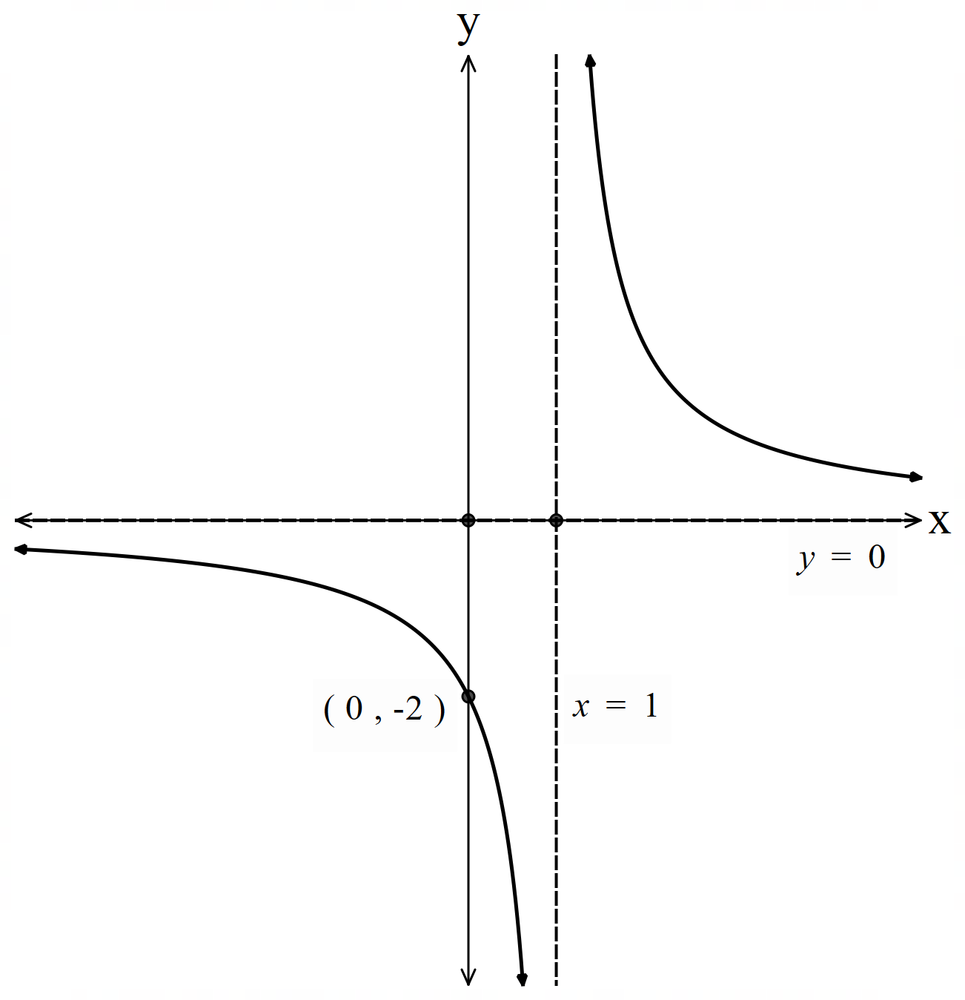 y
x
y = 0
( 0 , -2 )
x = 1